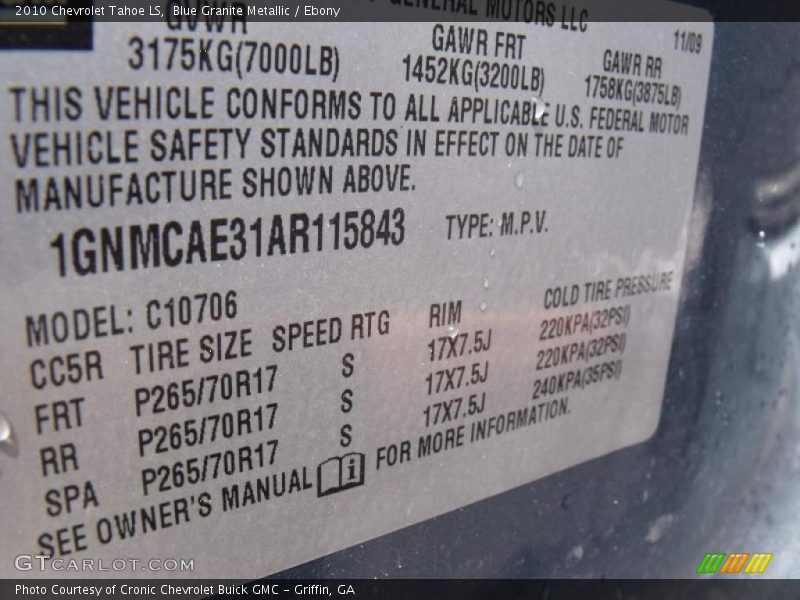 2010 Chevrolet Tahoe LS, Blue Granite Metallic / Ebony
GENERAL MOTORS LLC
GVWR GAWR FRT GAWR RR 11/09
3175KG(7000LB) 1452KG(3200LB) 1758KG(3875LB)
THIS VEHICLE CONFORMS TO ALL APPLICABLE U.S. FEDERAL MOTOR
VEHICLE SAFETY STANDARDS IN EFFECT ON THE DATE OF
MANUFACTURE SHOWN ABOVE.
1GNMCAE31AR115843 TYPE: M.P.V.
MODEL: C10706
CC5R TIRE SIZE SPEED RTG RIM COLD TIRE PRESSURE
FRT P265/70R17 S 17X7.5J 220KPA(32PSI)
RR P265/70R17 S 17X7.5J 220KPA(32PSI)
SPA P265/70R17 S 17X7.5J 240KPA(35PSI)
SEE OWNER'S MANUAL FOR MORE INFORMATION.
GTCarLot.com
Photo Courtesy of Cronic Chevrolet Buick GMC – Griffin, GA